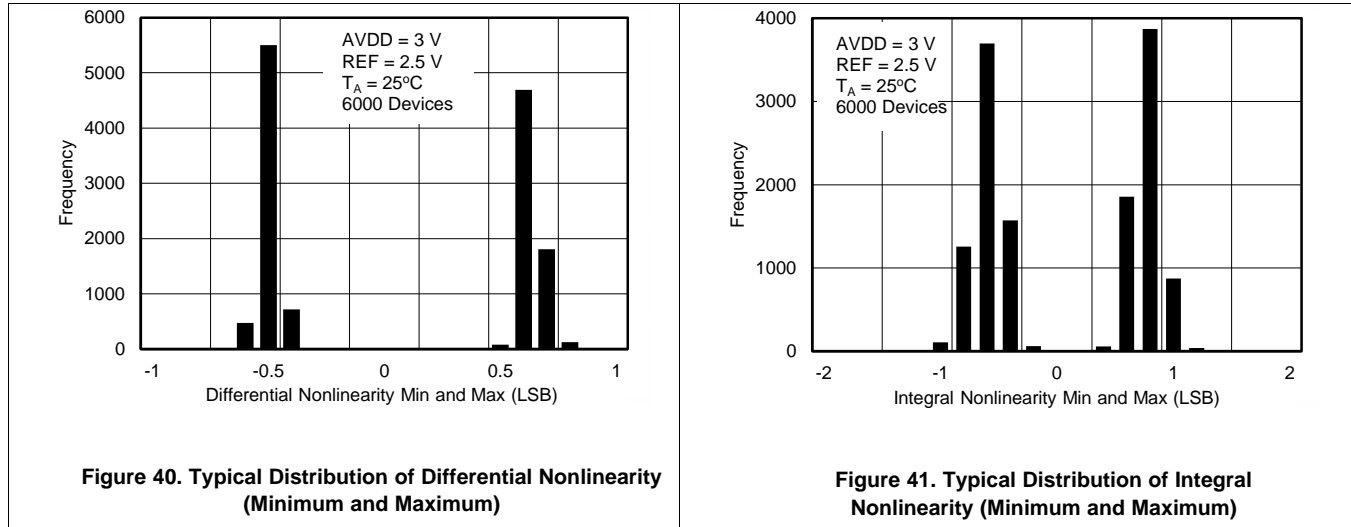 6000
5000
4000
3000
2000
1000
0
Frequency
AVDD = 3 V
REF = 2.5 V
TA = 25ºC
6000 Devices
-1 -0.5 0 0.5 1
Differential Nonlinearity Min and Max (LSB)
Figure 40. Typical Distribution of Differential Nonlinearity
(Minimum and Maximum)
4000
3000
2000
1000
0
Frequency
AVDD = 3 V
REF = 2.5 V
TA = 25ºC
6000 Devices
-2 -1 0 1 2
Integral Nonlinearity Min and Max (LSB)
Figure 41. Typical Distribution of Integral
Nonlinearity (Minimum and Maximum)